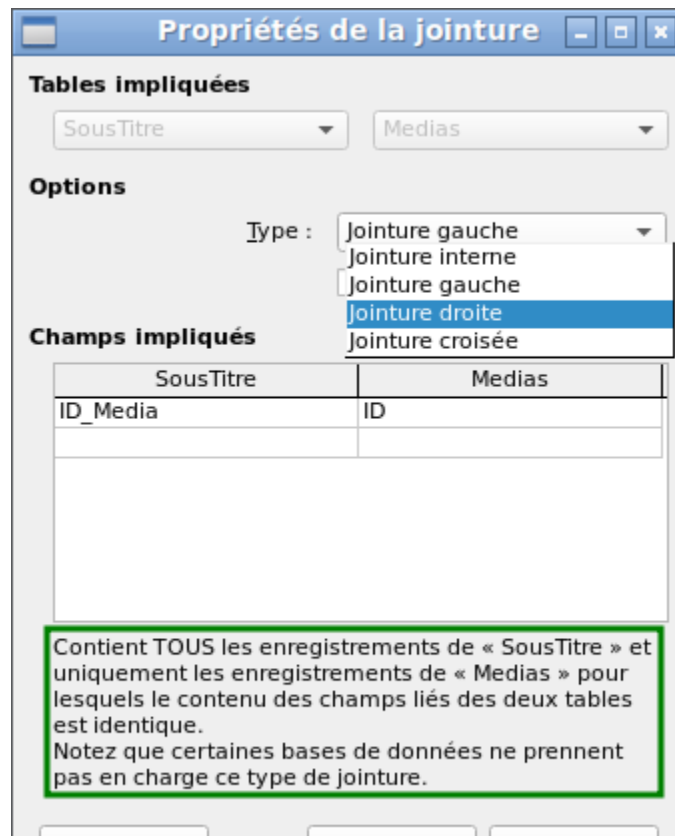 Propriétés de la jointure
Tables impliquées
SousTitre Medias
Options
Type : Jointure gauche
Jointure interne
Jointure gauche
Jointure droite
Jointure croisée
Champs impliqués
SousTitre Medias
ID_Media ID
Contient TOUS les enregistrements de « SousTitre » et
uniquement les enregistrements de « Medias » pour
lesquels le contenu des champs liés des deux tables
est identique.
Notez que certaines bases de données ne prennent
pas en charge ce type de jointure.